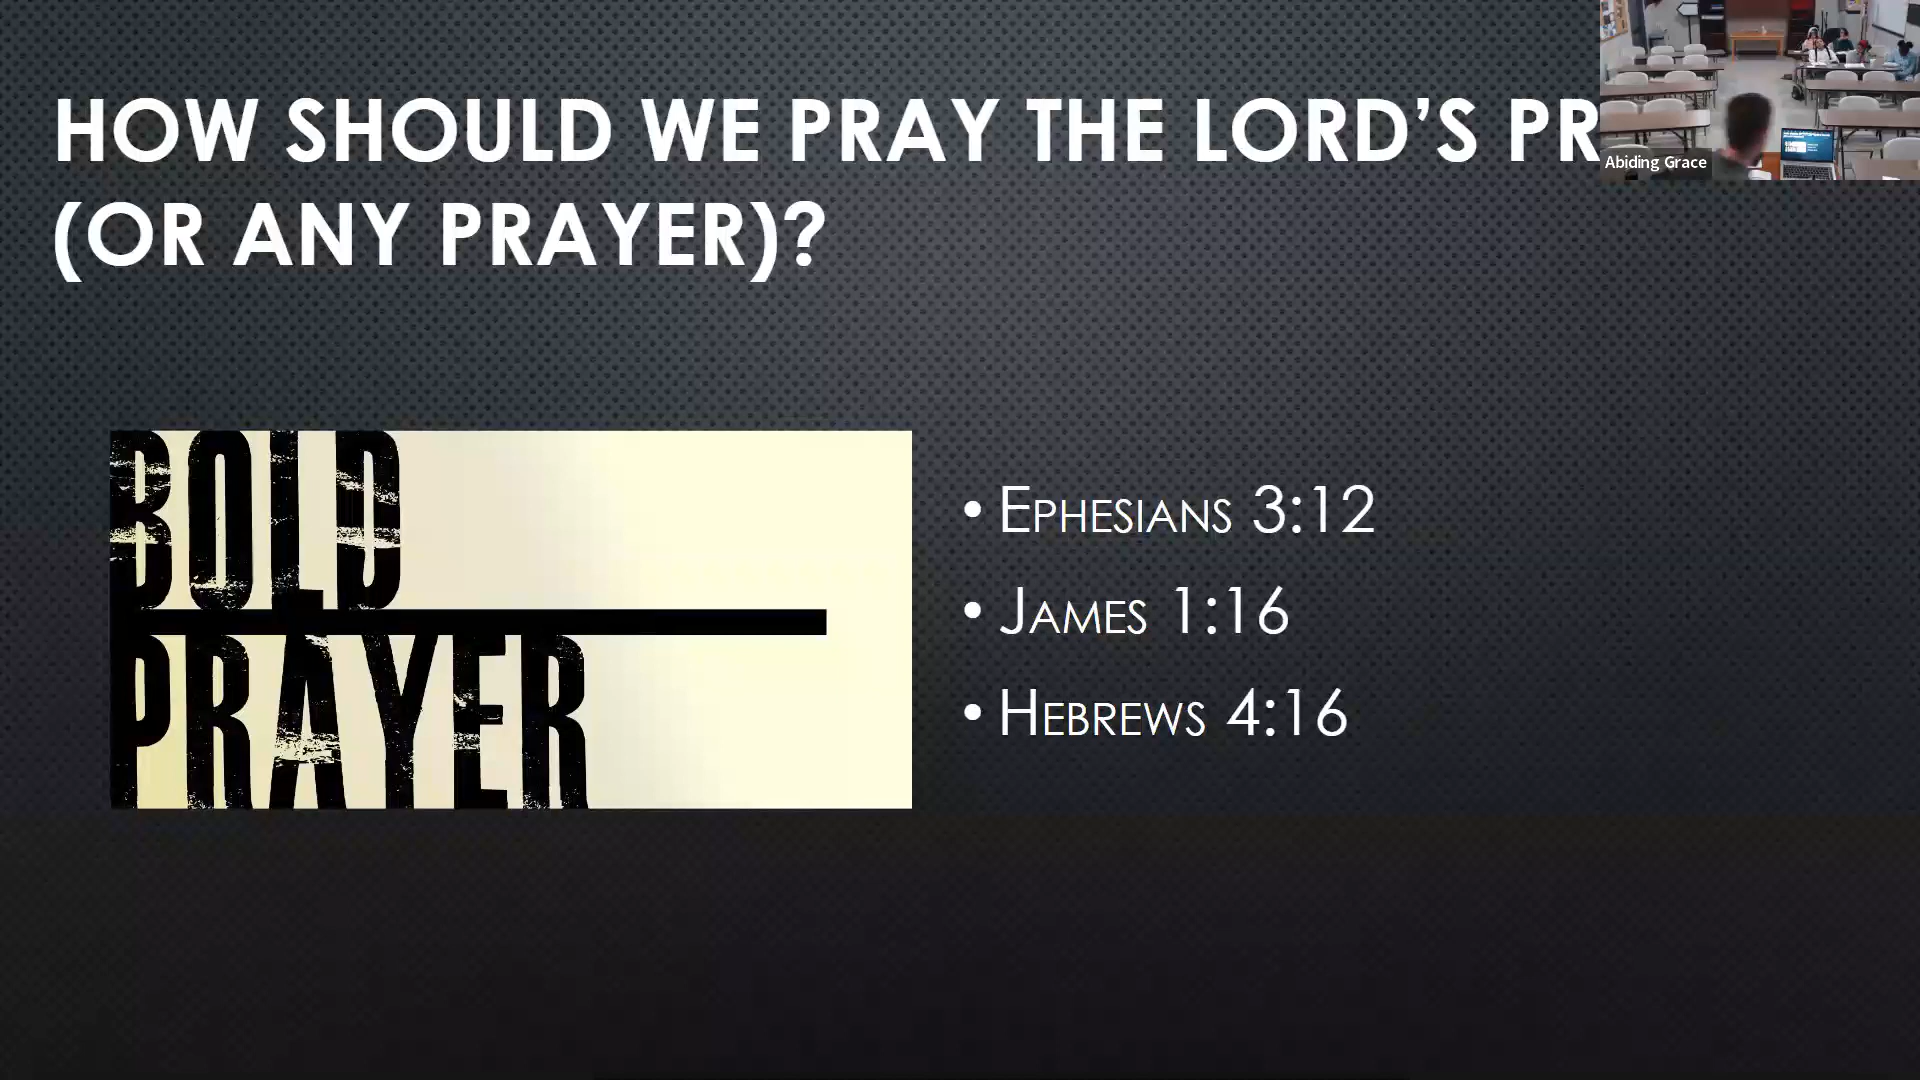 HOW SHOULD WE PRAY THE LORD’S PR
(OR ANY PRAYER)?
Abiding Grace
BOLD
PRAYER
• EPHESIANS 3:12
• JAMES 1:16
• HEBREWS 4:16